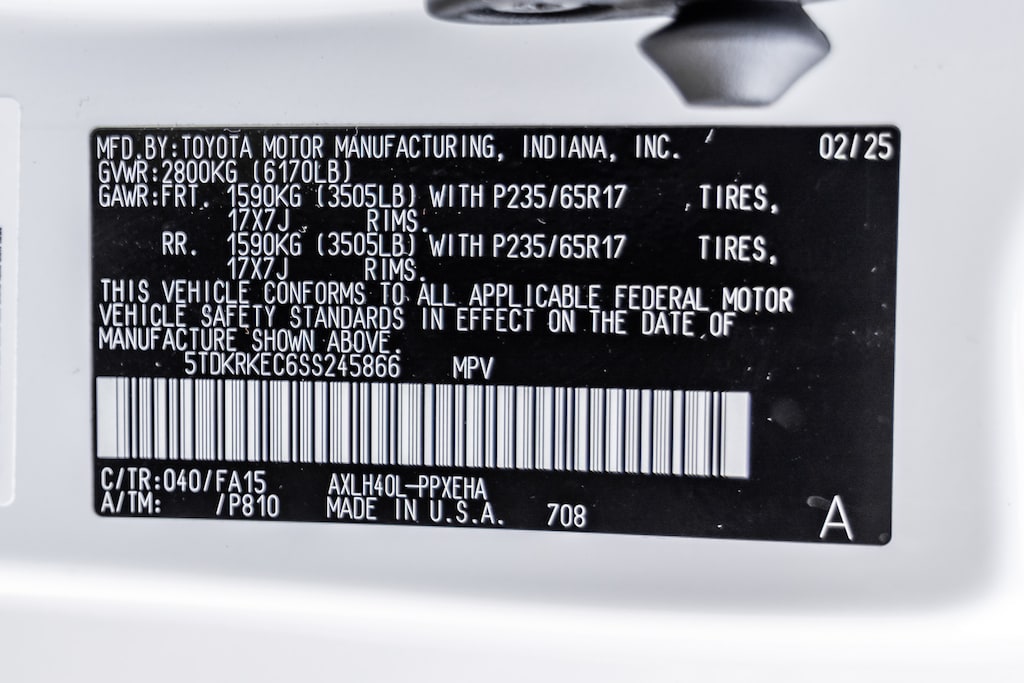 MFD.BY:TOYOTA MOTOR MANUFACTURING, INDIANA, INC. 02/25
GVWR:2800KG (6170LB)
GAWR:FRT. 1590KG (3505LB) WITH P235/65R17 TIRES,
17X7J RIMS.
RR. 1590KG (3505LB) WITH P235/65R17 TIRES,
17X7J RIMS.
THIS VEHICLE CONFORMS TO ALL APPLICABLE FEDERAL MOTOR
VEHICLE SAFETY STANDARDS IN EFFECT ON THE DATE OF
MANUFACTURE SHOWN ABOVE.
5TDKRKEC6SS245866 MPV
C/TR:040/FA15 AXLH40L-PPXEHA
A/TM: /P810 MADE IN U.S.A. 708 A